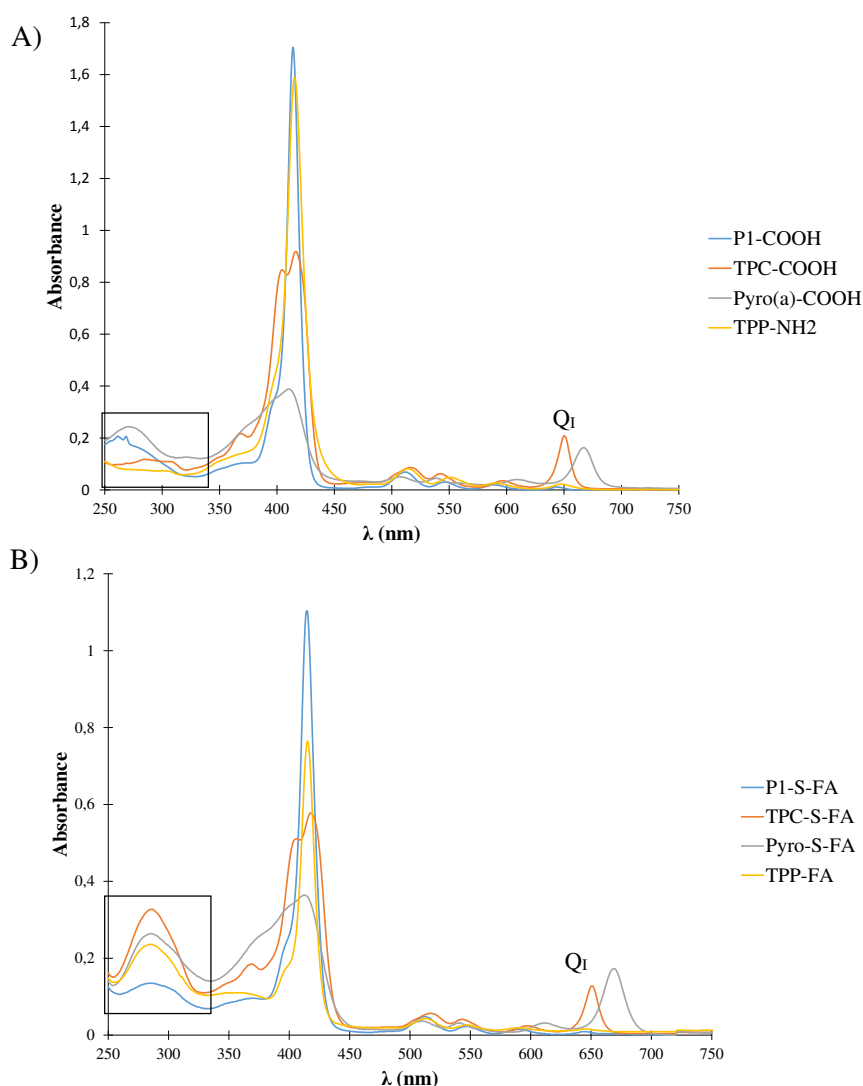 A)
Absorbance
1,8
1,6
1,4
1,2
1
0,8
0,6
0,4
0,2
0
250 300 350 400 450 500 550 600 650 700 750
λ (nm)
Q_I
P1-COOH
TPC-COOH
Pyro(a)-COOH
TPP-NH2
B)
Absorbance
1,2
1
0,8
0,6
0,4
0,2
0
250 300 350 400 450 500 550 600 650 700 750
λ (nm)
Q_I
P1-S-FA
TPC-S-FA
Pyro-S-FA
TPP-FA